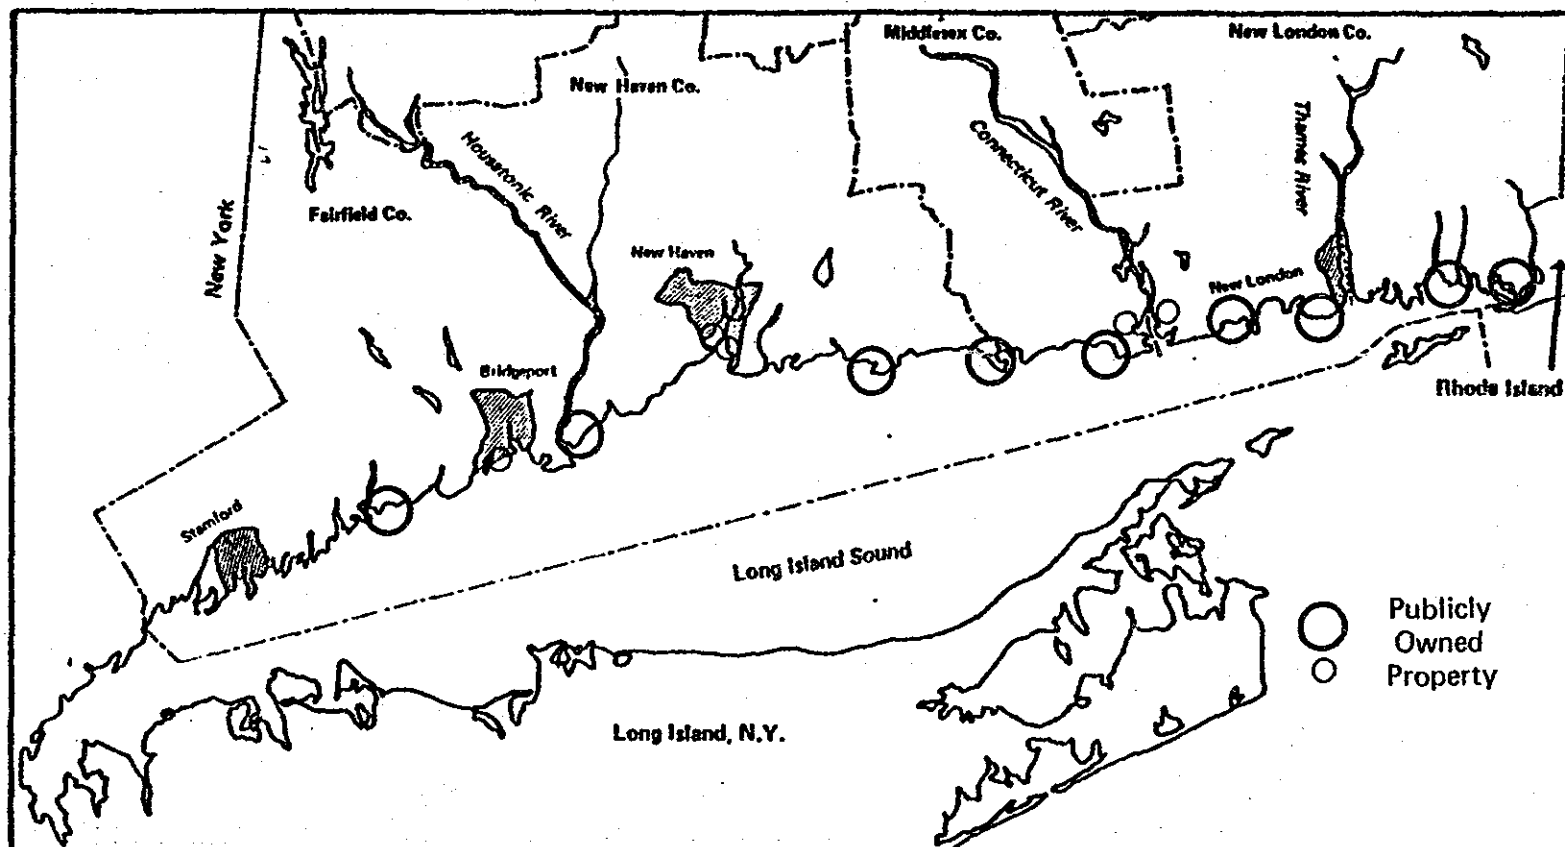 Middlesex Co.
New London Co.
New Haven Co.
Housatonic River
Connecticut River
Thames River
New York
Fairfield Co.
New Haven
New London
Bridgeport
Rhode Island
Stamford
Long Island Sound
Publicly
Owned
Property
Long Island, N.Y.